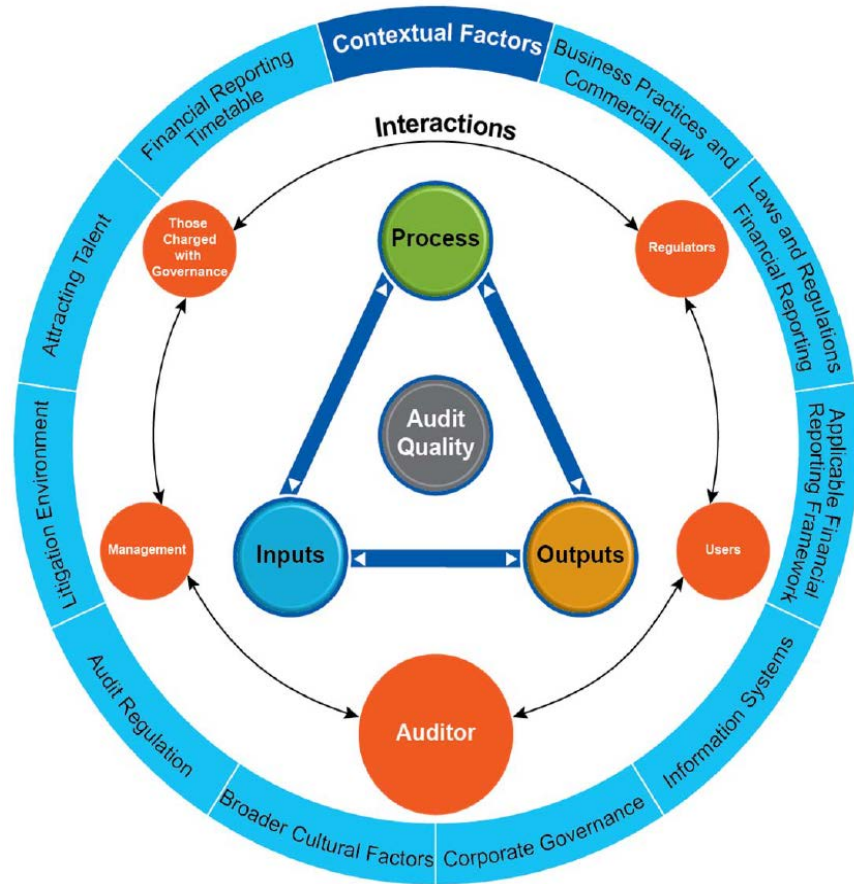 Contextual Factors
Business Practices and
Commercial Law
Laws and Regulations
Financial Reporting
Applicable Financial
Reporting Framework
Information Systems
Corporate Governance
Broader Cultural Factors
Audit Regulation
Litigation Environment
Attracting Talent
Financial Reporting
Timetable
Interactions
Those
Charged
with
Governance
Regulators
Process
Audit
Quality
Management
Inputs
Outputs
Users
Auditor